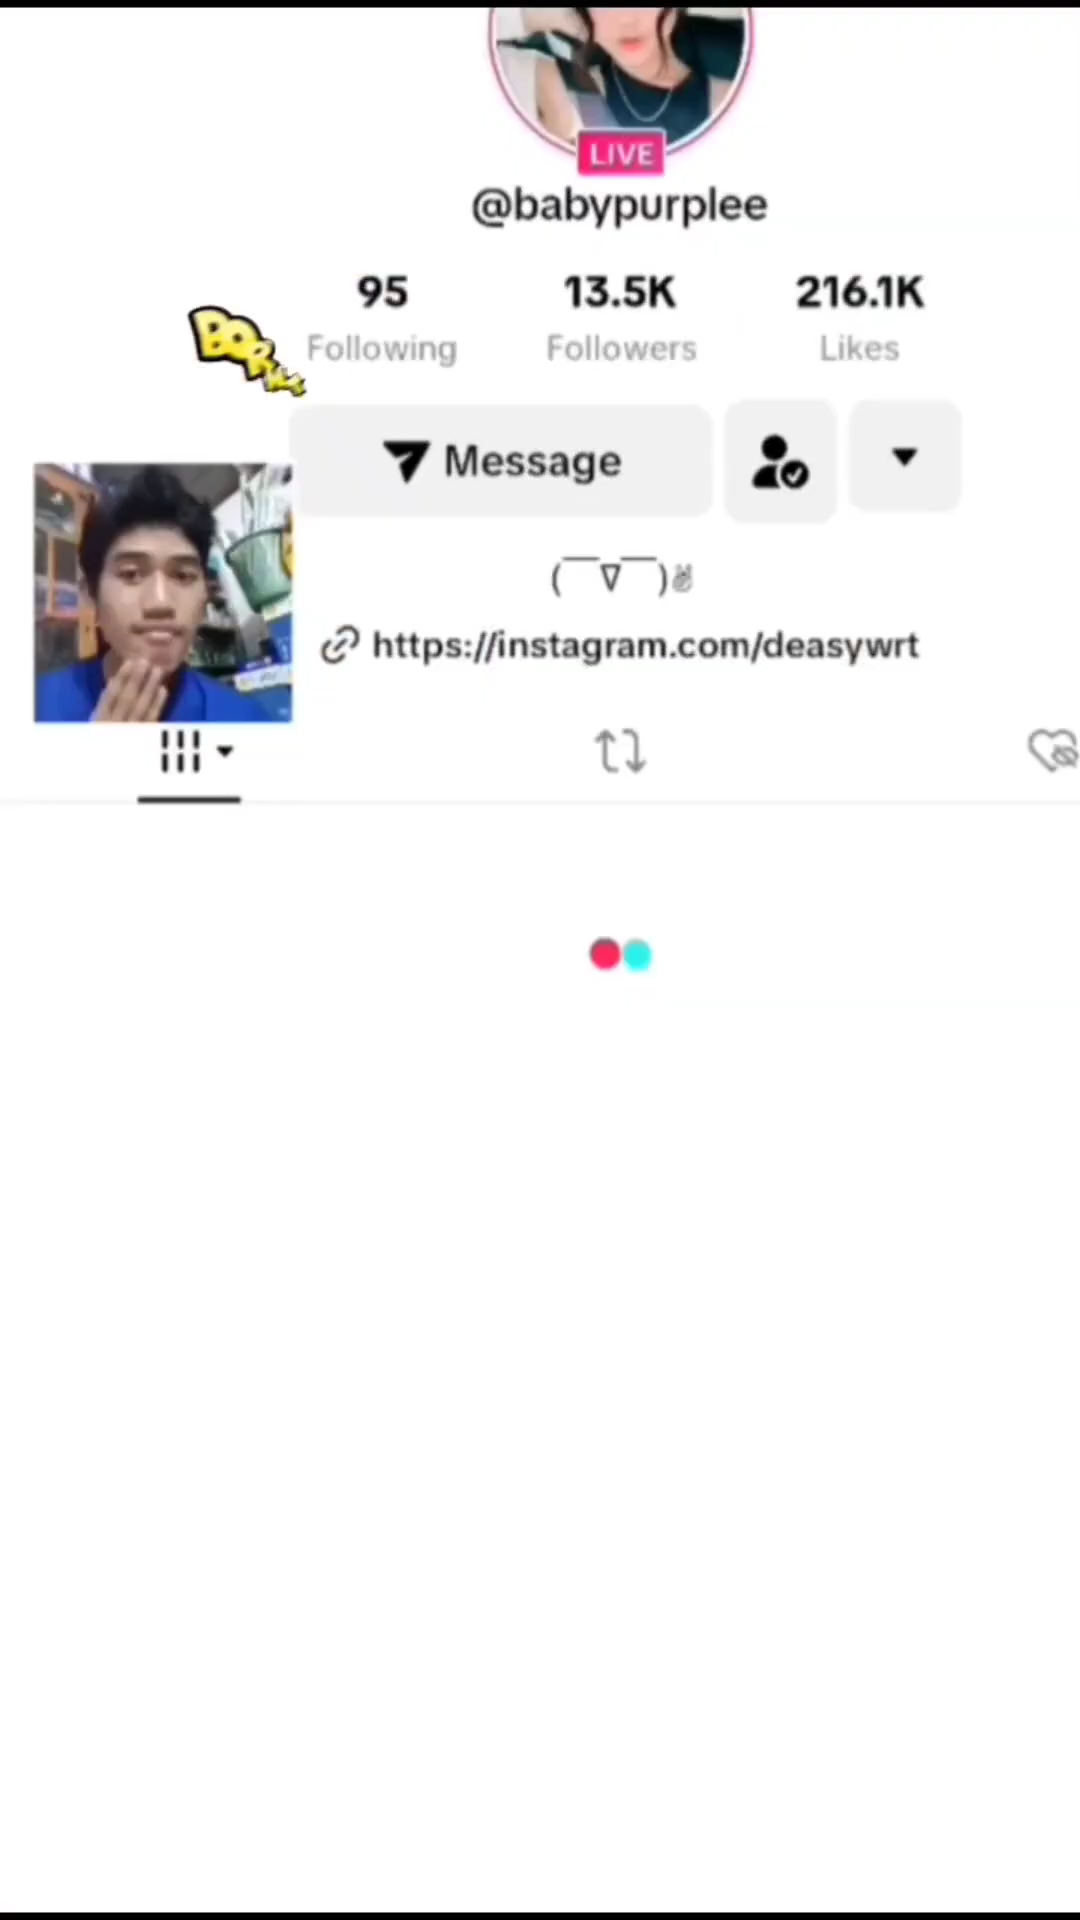 LIVE
@babypurplee
95 13.5K 216.1K
Following Followers Likes
Message
(¯∇¯)✌
https://instagram.com/deasywrt